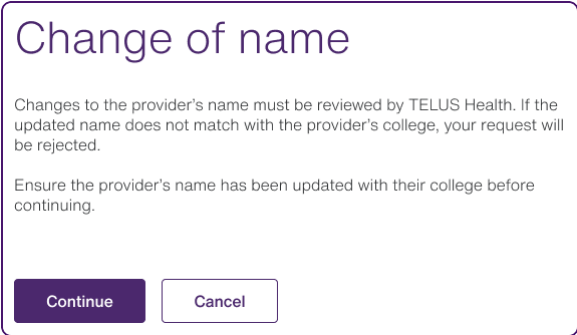 Change of name
Changes to the provider's name must be reviewed by TELUS Health. If the
updated name does not match with the provider's college, your request will
be rejected.
Ensure the provider's name has been updated with their college before
continuing.
Continue
Cancel